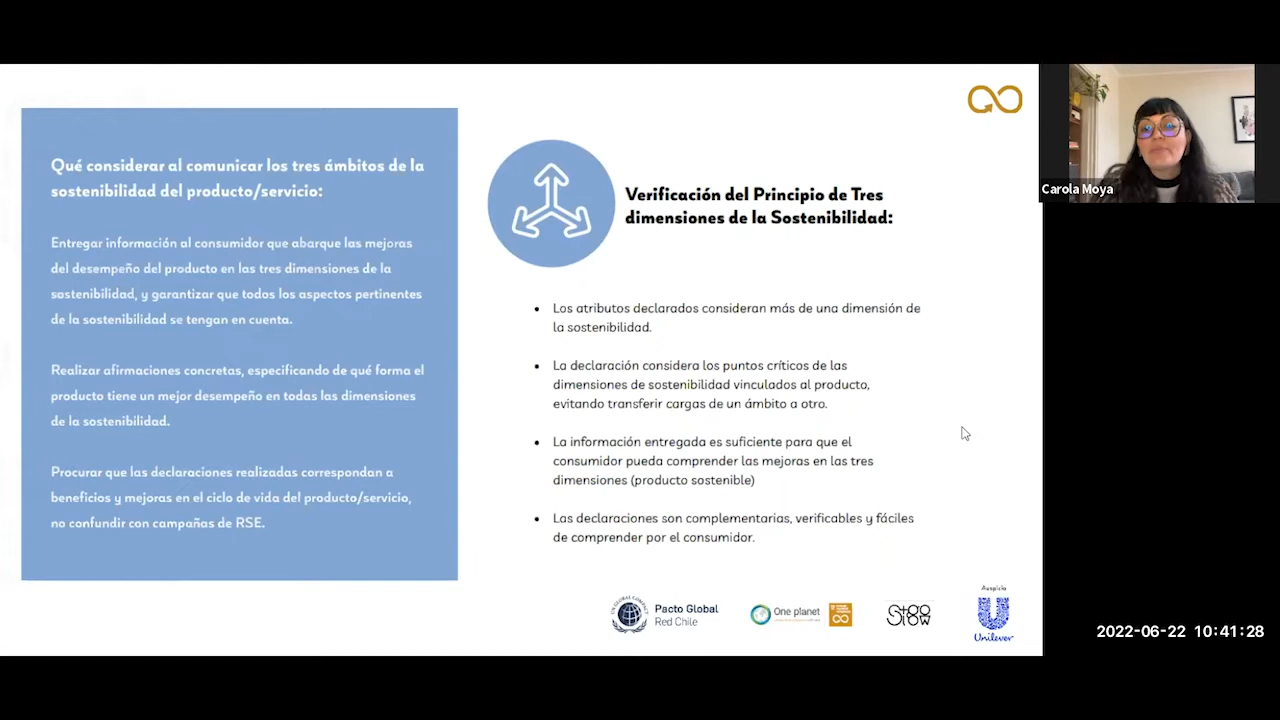 Qué considerar al comunicar los tres ámbitos de la
sostenibilidad del producto/servicio:
Entregar información al consumidor que abarque las mejoras
del desempeño del producto en las tres dimensiones de la
sostenibilidad, y garantizar que todos los aspectos pertinentes
de la sostenibilidad se tengan en cuenta.
Realizar afirmaciones concretas, especificando de qué forma el
producto tiene un mejor desempeño en todas las dimensiones
de la sostenibilidad.
Procurar que las declaraciones realizadas correspondan a
beneficios y mejoras en el ciclo de vida del producto/servicio,
no confundir con campañas de RSE.
Verificación del Principio de Tres
dimensiones de la Sostenibilidad:
• Los atributos declarados consideran más de una dimensión de
la sostenibilidad.
• La declaración considera los puntos críticos de las
dimensiones de sostenibilidad vinculados al producto,
evitando transferir cargas de un ámbito a otro.
• La información entregada es suficiente para que el
consumidor pueda comprender las mejoras en las tres
dimensiones (producto sostenible)
• Las declaraciones son complementarias, verificables y fáciles
de comprender por el consumidor.
Pacto Global
Red Chile
One planet
Auspicia
Unilever
Carola Moya
2022-06-22 10:41:28